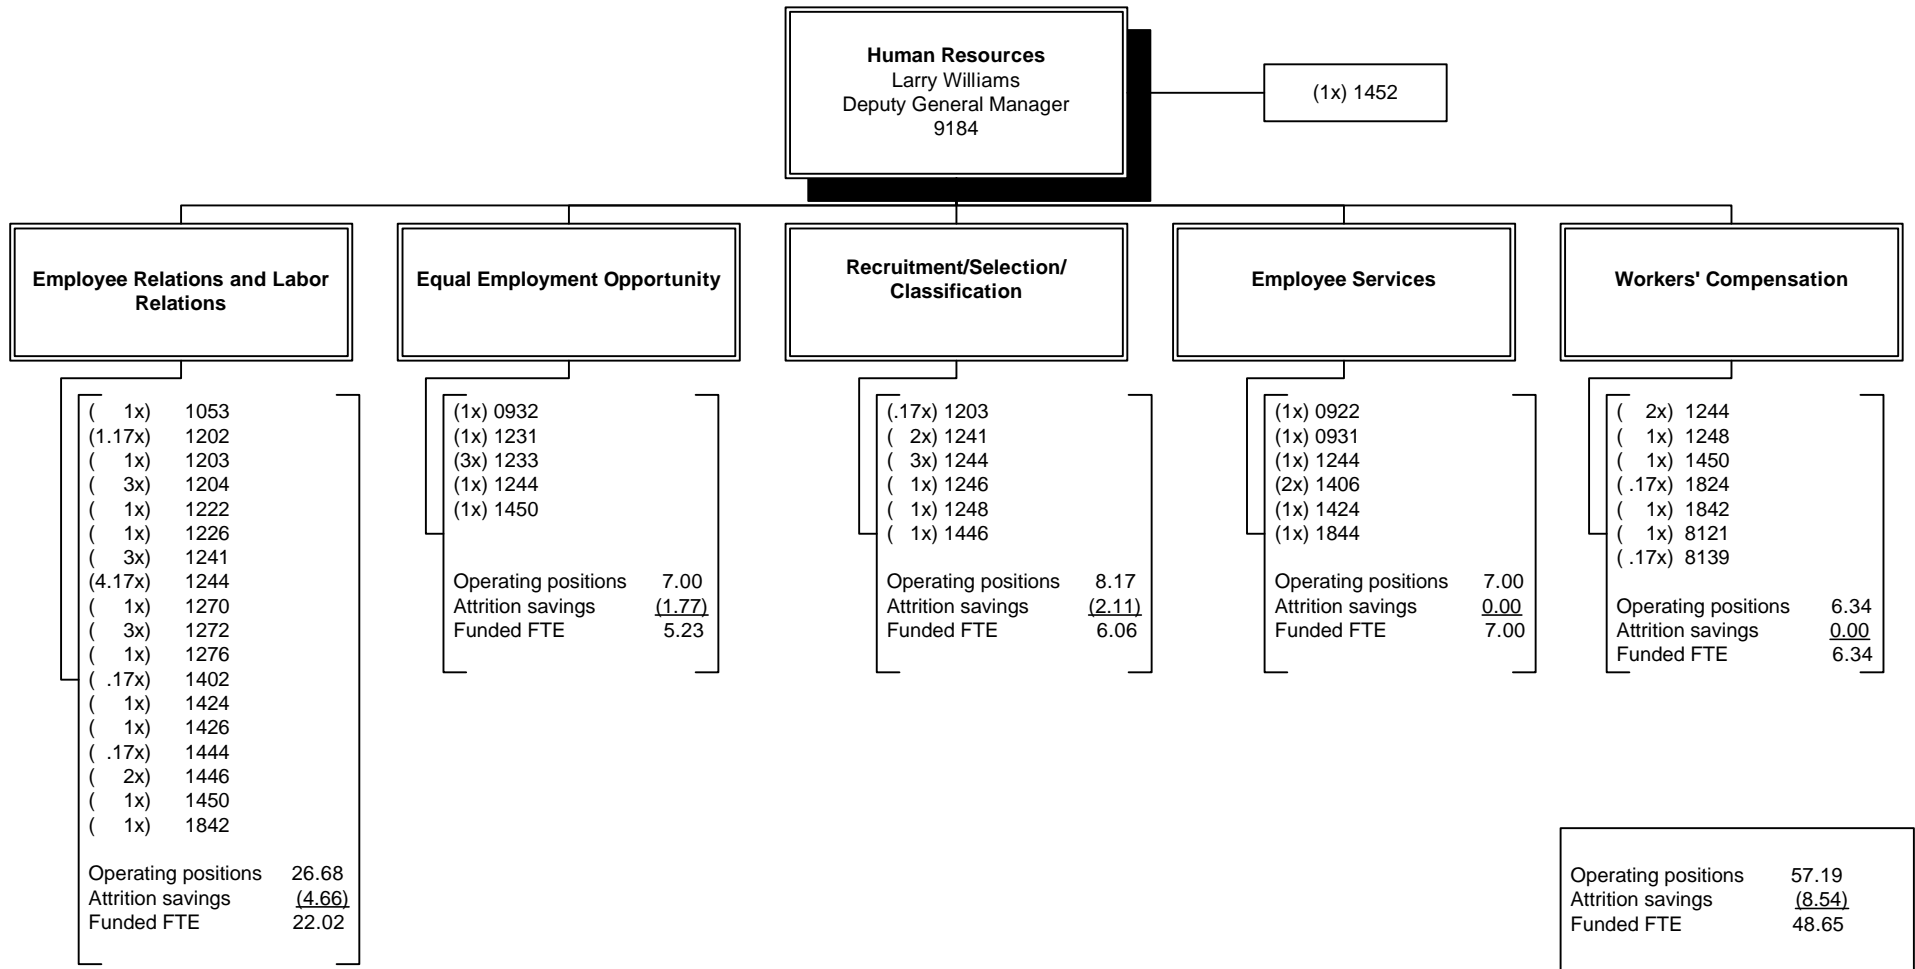 Human Resources
Larry Williams
Deputy General Manager
9184
(1x) 1452
Employee Relations and Labor
Relations
( 1x) 1053
(1.17x) 1202
( 1x) 1203
( 3x) 1204
( 1x) 1222
( 1x) 1226
( 3x) 1241
(4.17x) 1244
( 1x) 1270
( 3x) 1272
( 1x) 1276
( .17x) 1402
( 1x) 1424
( 1x) 1426
( .17x) 1444
( 2x) 1446
( 1x) 1450
( 1x) 1842
Operating positions 26.68
Attrition savings (4.66)
Funded FTE 22.02
Equal Employment Opportunity
(1x) 0932
(1x) 1231
(3x) 1233
(1x) 1244
(1x) 1450
Operating positions 7.00
Attrition savings (1.77)
Funded FTE 5.23
Recruitment/Selection/
Classification
(.17x) 1203
( 2x) 1241
( 3x) 1244
( 1x) 1246
( 1x) 1248
( 1x) 1446
Operating positions 8.17
Attrition savings (2.11)
Funded FTE 6.06
Employee Services
(1x) 0922
(1x) 0931
(1x) 1244
(2x) 1406
(1x) 1424
(1x) 1844
Operating positions 7.00
Attrition savings 0.00
Funded FTE 7.00
Workers' Compensation
( 2x) 1244
( 1x) 1248
( 1x) 1450
( .17x) 1824
( 1x) 1842
( 1x) 8121
( .17x) 8139
Operating positions 6.34
Attrition savings 0.00
Funded FTE 6.34
Operating positions 57.19
Attrition savings (8.54)
Funded FTE 48.65